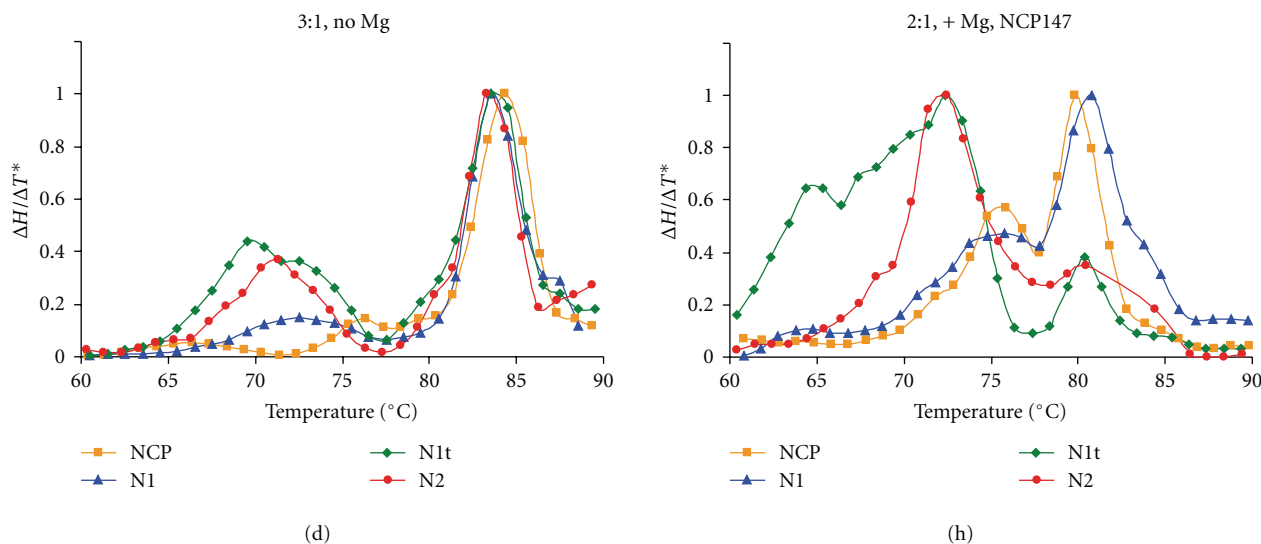 3:1, no Mg
ΔH/ΔT*
1
0.8
0.6
0.4
0.2
0
60 65 70 75 80 85 90
Temperature (°C)
NCP N1t
N1 N2
(d)
2:1, + Mg, NCP147
ΔH/ΔT*
1
0.8
0.6
0.4
0.2
0
60 65 70 75 80 85 90
Temperature (°C)
NCP N1t
N1 N2
(h)